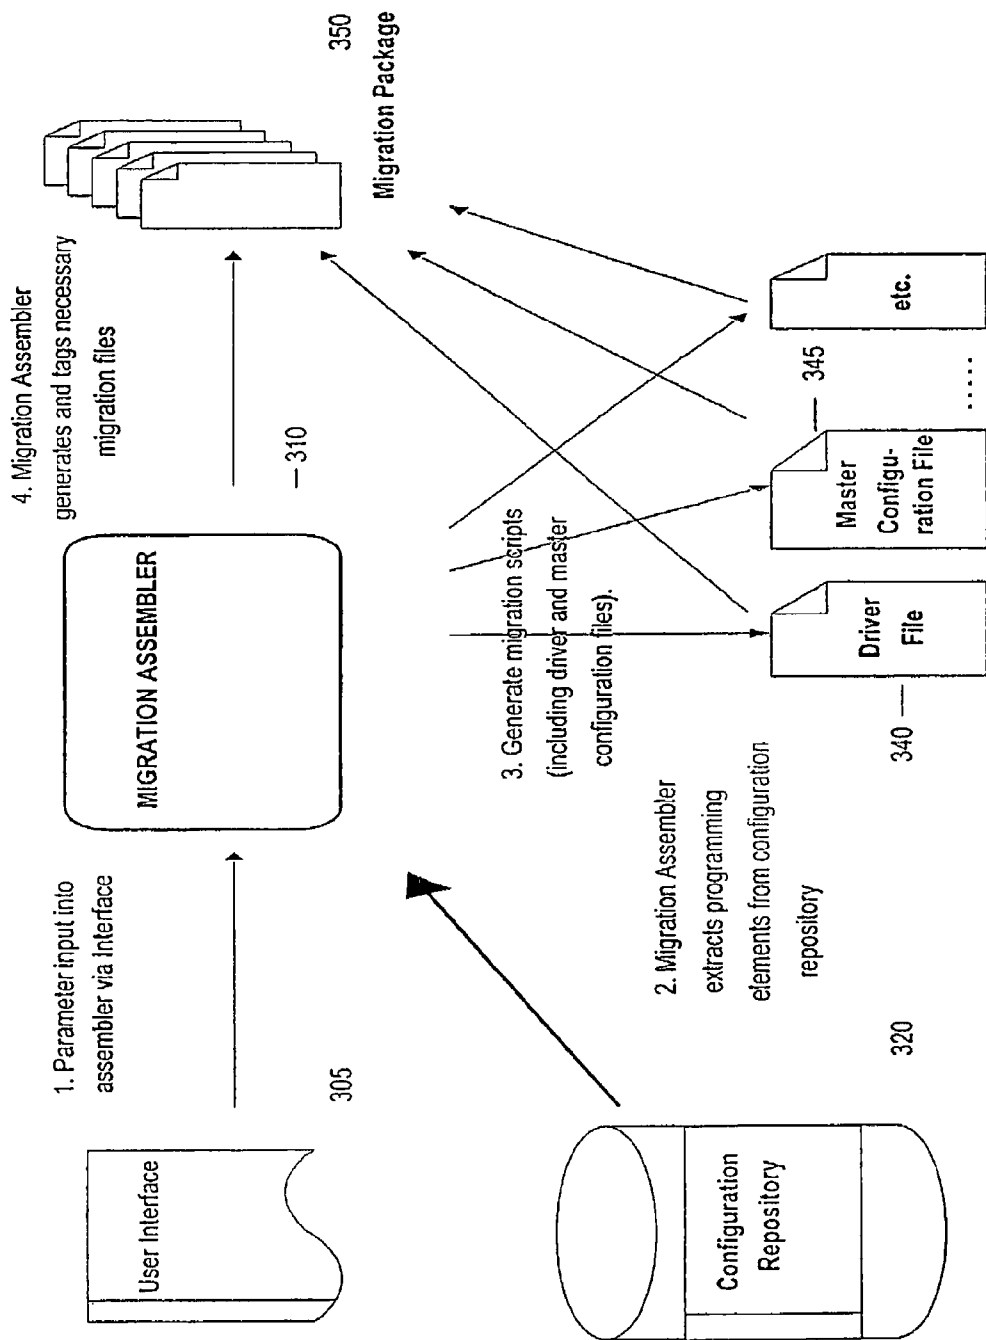 1. Parameter input into
assembler via Interface
User Interface
305
MIGRATION ASSEMBLER
— 310
4. Migration Assembler
generates and tags necessary
migration files
350
Migration Package
Configuration
Repository
320
2. Migration Assembler
extracts programming
elements from configuration
repository
3. Generate migration scripts
(including driver and master
configuration files).
340 —
Driver
File
Master
Configu-
ration File
— 345
.....
etc.